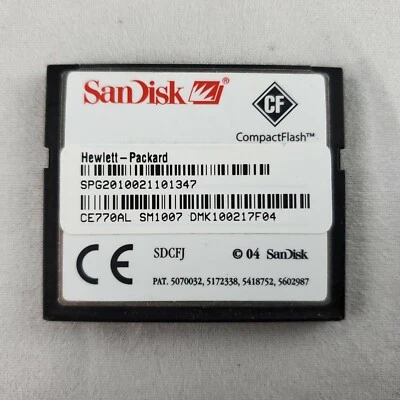 SanDisk ®
CF
CompactFlash™
Hewlett-Packard
SPG2010021101347
CE770AL SM1007 DMK100217F04
CE SDCFJ © 04 SanDisk
PAT. 5070032, 5172338, 5418752, 5602987